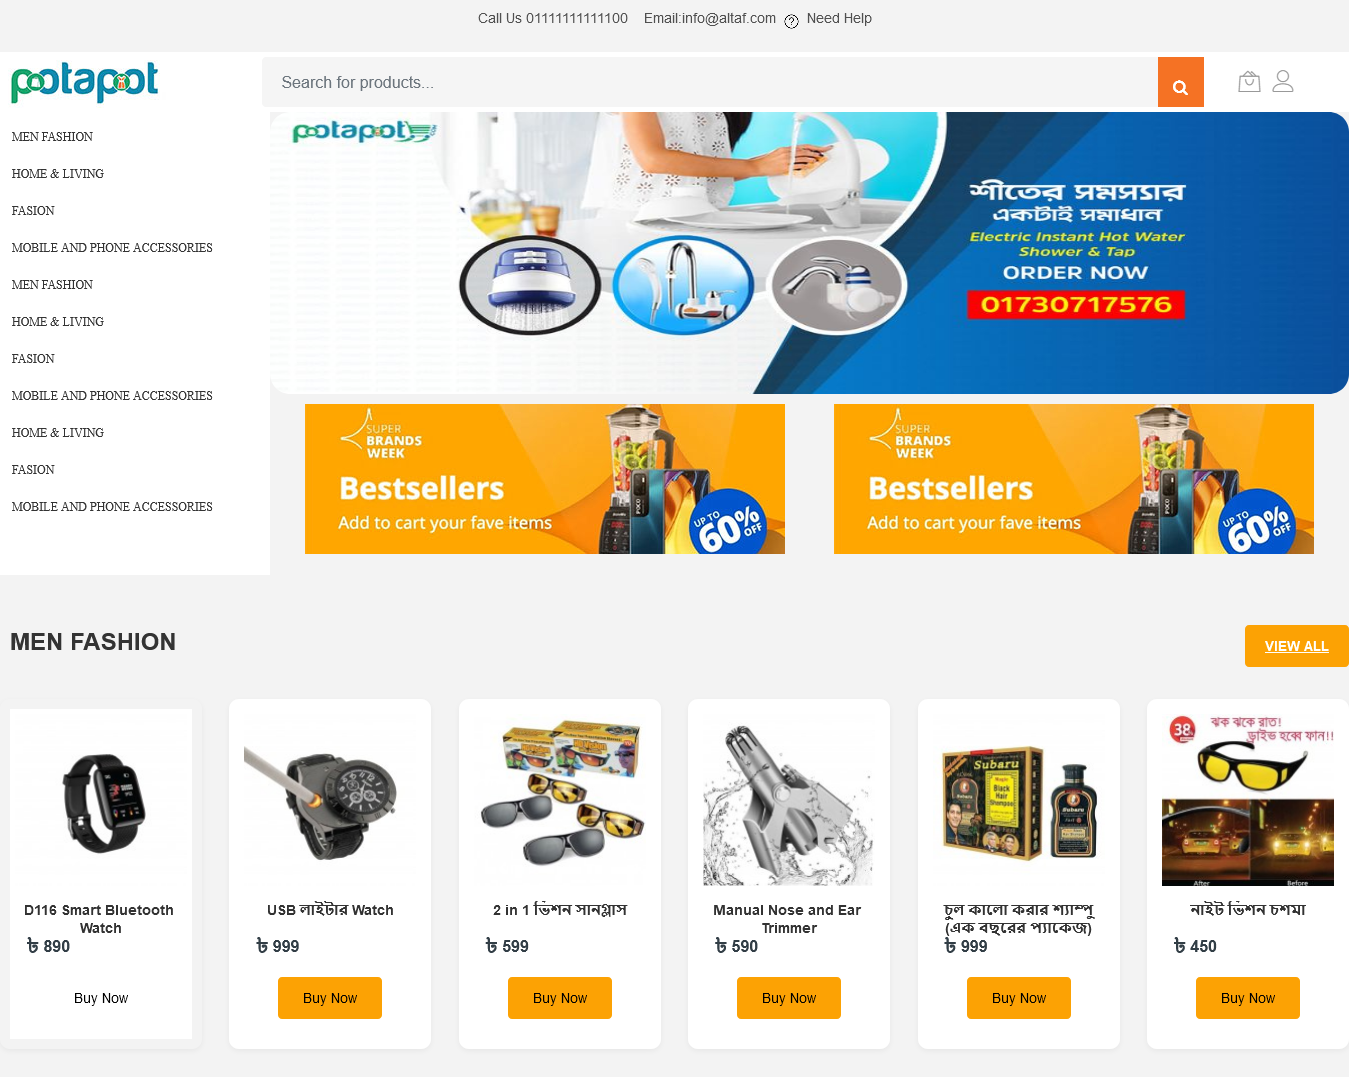 Call Us 01111111111100 Email:info@altaf.com Need Help
pootapot
Search for products...
MEN FASHION
HOME & LIVING
FASION
MOBILE AND PHONE ACCESSORIES
MEN FASHION
HOME & LIVING
FASION
MOBILE AND PHONE ACCESSORIES
HOME & LIVING
FASION
MOBILE AND PHONE ACCESSORIES
pootapot
শীতের সমস্যার
একটাই সমাধান
Electric Instant Hot Water
Shower & Tap
ORDER NOW
01730717576
SUPER
BRANDS
WEEK
Bestsellers
Add to cart your fave items
UP TO
60% OFF
SUPER
BRANDS
WEEK
Bestsellers
Add to cart your fave items
UP TO
60% OFF
MEN FASHION
VIEW ALL
D116 Smart Bluetooth
Watch
৳ 890
Buy Now
USB লাইটার Watch
৳ 999
Buy Now
2 in 1 ভিশন সানগ্লাস
৳ 599
Buy Now
Manual Nose and Ear
Trimmer
৳ 590
Buy Now
Subaru
Black
Hair
Shampoo
চুল কালো করার শ্যাম্পু
(এক বছরের প্যাকেজ)
৳ 999
Buy Now
38
ঝক ঝকে রাত!
ড্রাইভ হব্বে ফান!!
After Before
নাইট ভিশন চশমা
৳ 450
Buy Now